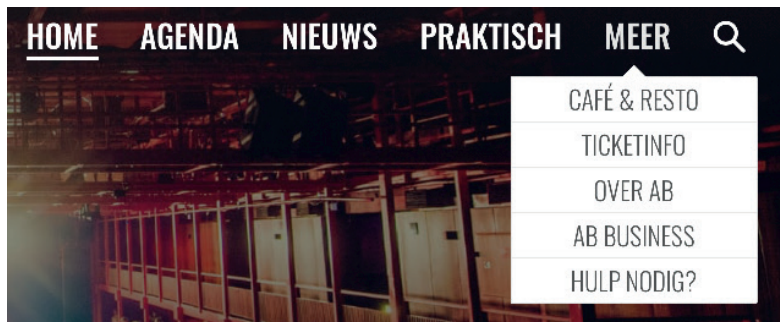 HOME AGENDA NIEUWS PRAKTISCH MEER
CAFÉ & RESTO
TICKETINFO
OVER AB
AB BUSINESS
HULP NODIG?